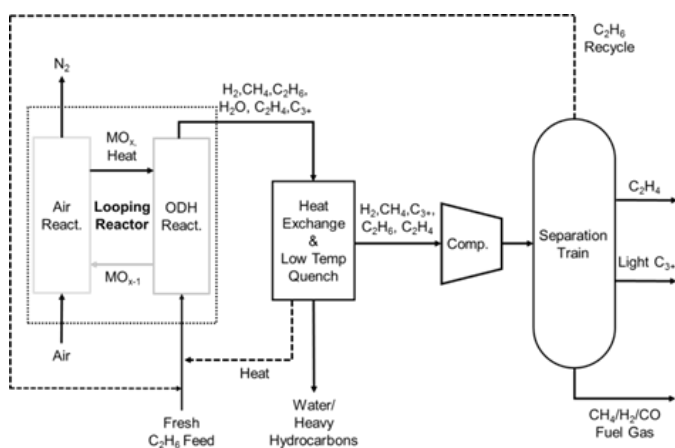 C₂H₆
Recycle
N₂
H₂,CH₄,C₂H₆,
H₂O, C₂H₄,C₃₊
MOₓ,
Heat
Air
React.
Looping
Reactor
ODH
React.
MOₓ₋₁
Heat
Exchange
&
Low Temp
Quench
H₂,CH₄,C₃₊,
C₂H₆, C₂H₄
Comp.
Separation
Train
C₂H₄
Light C₃₊
Air
Heat
Fresh
C₂H₆ Feed
Water/
Heavy
Hydrocarbons
CH₄/H₂/CO
Fuel Gas